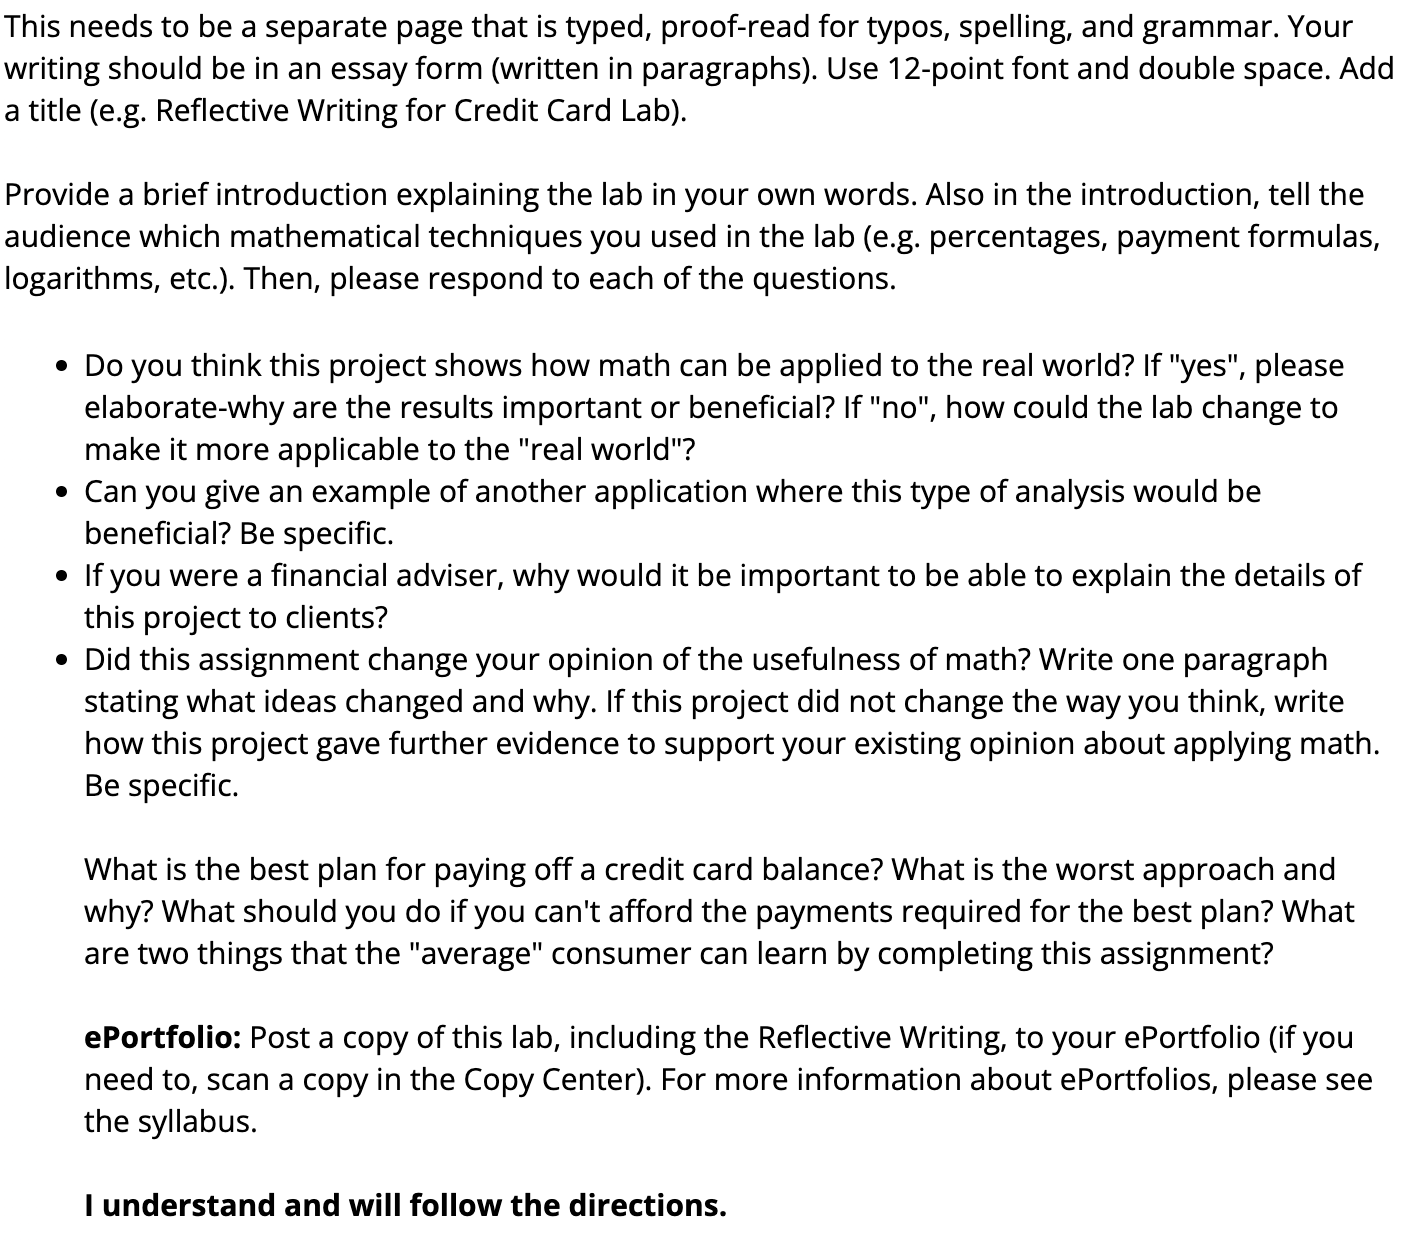 This needs to be a separate page that is typed, proof-read for typos, spelling, and grammar. Your
writing should be in an essay form (written in paragraphs). Use 12-point font and double space. Add
a title (e.g. Reflective Writing for Credit Card Lab).
Provide a brief introduction explaining the lab in your own words. Also in the introduction, tell the
audience which mathematical techniques you used in the lab (e.g. percentages, payment formulas,
logarithms, etc.). Then, please respond to each of the questions.
• Do you think this project shows how math can be applied to the real world? If "yes", please
elaborate-why are the results important or beneficial? If "no", how could the lab change to
make it more applicable to the "real world"?
• Can you give an example of another application where this type of analysis would be
beneficial? Be specific.
• If you were a financial adviser, why would it be important to be able to explain the details of
this project to clients?
• Did this assignment change your opinion of the usefulness of math? Write one paragraph
stating what ideas changed and why. If this project did not change the way you think, write
how this project gave further evidence to support your existing opinion about applying math.
Be specific.
What is the best plan for paying off a credit card balance? What is the worst approach and
why? What should you do if you can't afford the payments required for the best plan? What
are two things that the "average" consumer can learn by completing this assignment?
ePortfolio: Post a copy of this lab, including the Reflective Writing, to your ePortfolio (if you
need to, scan a copy in the Copy Center). For more information about ePortfolios, please see
the syllabus.
I understand and will follow the directions.